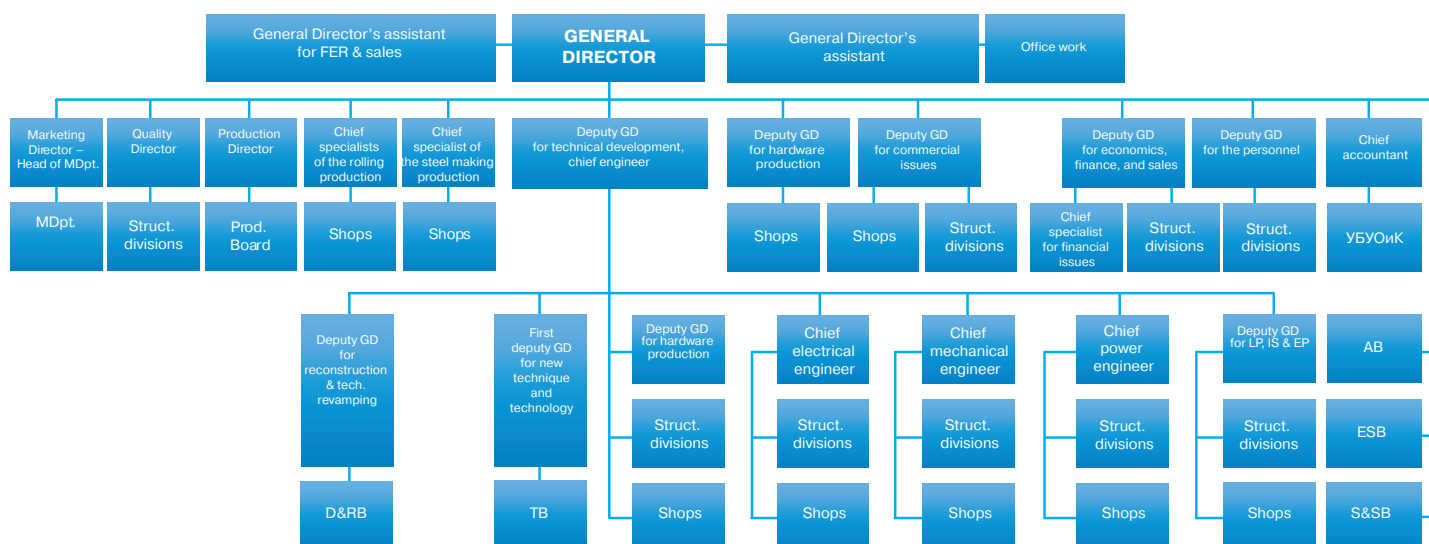 General Director's assistant
for FER & sales
GENERAL
DIRECTOR
General Director's
assistant
Office work
Marketing
Director –
Head of MDpt.
Quality
Director
Production
Director
Chief
specialists
of the rolling
production
Chief
specialist of
the steel making
production
Deputy GD
for technical development,
chief engineer
Deputy GD
for hardware
production
Deputy GD
for commercial
issues
Deputy GD
for economics,
finance, and sales
Deputy GD
for the personnel
Chief
accountant
MDpt.
Struct.
divisions
Prod.
Board
Shops
Shops
Shops
Shops
Struct.
divisions
Chief
specialist
for financial
issues
Struct.
divisions
Struct.
divisions
УБУОиК
Deputy GD
for
reconstruction
& tech.
revamping
First
deputy GD
for new
technique
and
technology
Deputy GD
for hardware
production
Chief
electrical
engineer
Chief
mechanical
engineer
Chief
power
engineer
Deputy GD
for LP, IS & EP
AB
Struct.
divisions
Struct.
divisions
Struct.
divisions
Struct.
divisions
Struct.
divisions
ESB
D&RB
TB
Shops
Shops
Shops
Shops
Shops
S&SB